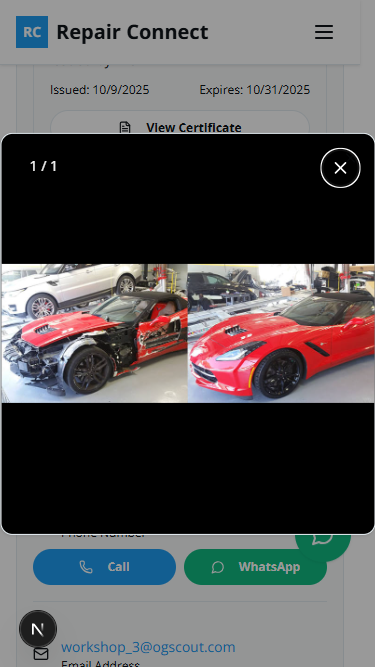 RC Repair Connect
Issued: 10/9/2025 Expires: 10/31/2025
View Certificate
1 / 1
Phone Number
Call WhatsApp
N
workshop_3@ogscout.com
Email Address